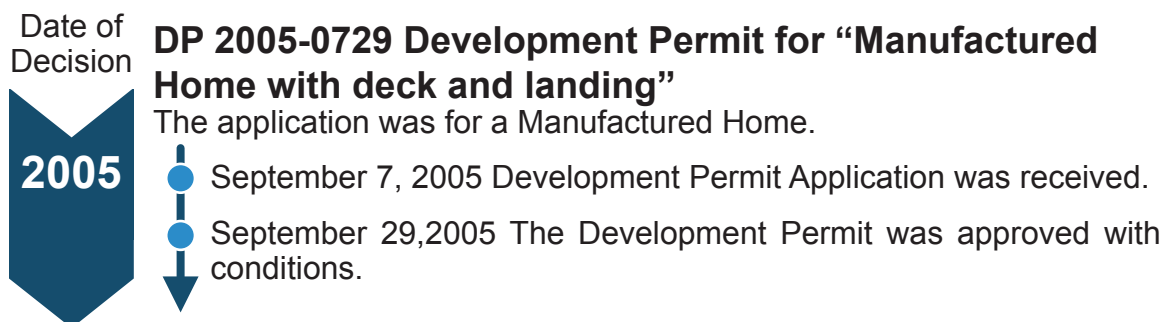 Date of
Decision
2005
DP 2005-0729 Development Permit for “Manufactured
Home with deck and landing”
The application was for a Manufactured Home.
September 7, 2005 Development Permit Application was received.
September 29,2005 The Development Permit was approved with
conditions.